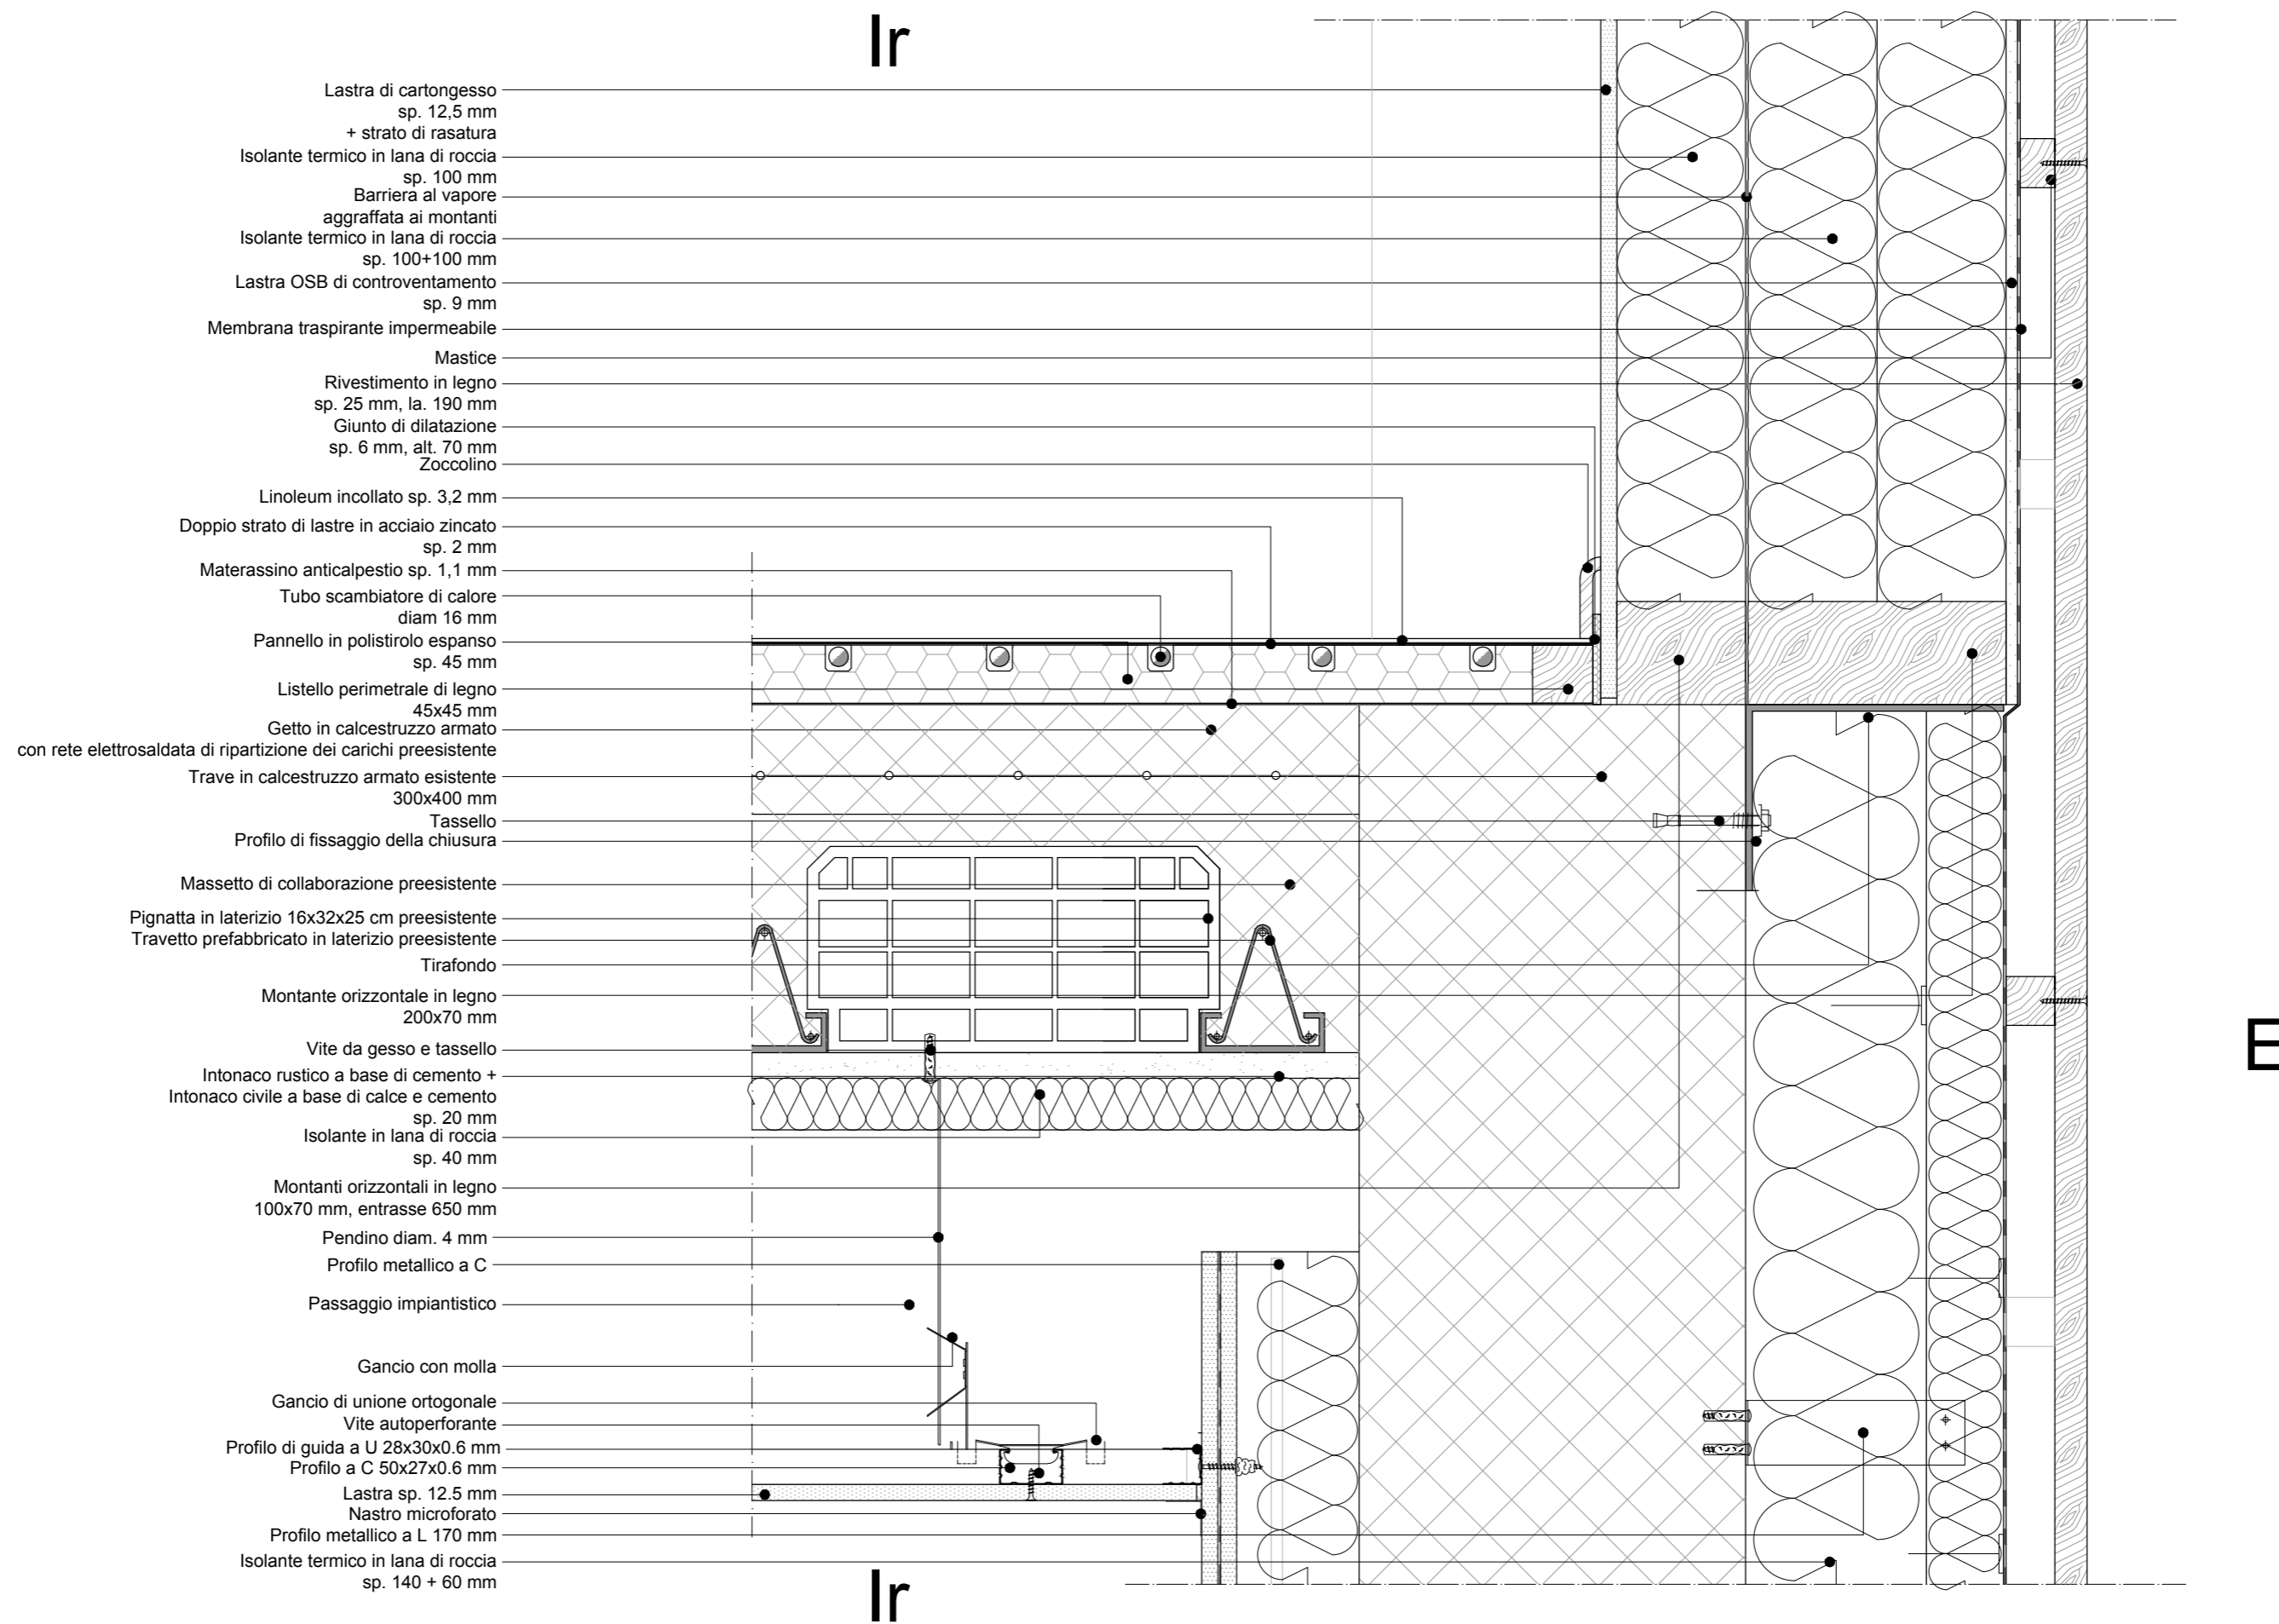 Ir
Lastra di cartongesso
sp. 12,5 mm
+ strato di rasatura
Isolante termico in lana di roccia
sp. 100 mm
Barriera al vapore
aggraffata ai montanti
Isolante termico in lana di roccia
sp. 100+100 mm
Lastra OSB di controventamento
sp. 9 mm
Membrana traspirante impermeabile
Mastice
Rivestimento in legno
sp. 25 mm, la. 190 mm
Giunto di dilatazione
sp. 6 mm, alt. 70 mm
Zoccolino
Linoleum incollato sp. 3,2 mm
Doppio strato di lastre in acciaio zincato
sp. 2 mm
Materassino anticalpestio sp. 1,1 mm
Tubo scambiatore di calore
diam 16 mm
Pannello in polistirolo espanso
sp. 45 mm
Listello perimetrale di legno
45x45 mm
Getto in calcestruzzo armato
con rete elettrosaldata di ripartizione dei carichi preesistente
Trave in calcestruzzo armato esistente
300x400 mm
Tassello
Profilo di fissaggio della chiusura
Massetto di collaborazione preesistente
Pignatta in laterizio 16x32x25 cm preesistente
Travetto prefabbricato in laterizio preesistente
Tirafondo
Montante orizzontale in legno
200x70 mm
E
Vite da gesso e tassello
Intonaco rustico a base di cemento +
Intonaco civile a base di calce e cemento
sp. 20 mm
Isolante in lana di roccia
sp. 40 mm
Montanti orizzontali in legno
100x70 mm, entrasse 650 mm
Pendino diam. 4 mm
Profilo metallico a C
Passaggio impiantistico
Gancio con molla
Gancio di unione ortogonale
Vite autoperforante
Profilo di guida a U 28x30x0.6 mm
Profilo a C 50x27x0.6 mm
Lastra sp. 12.5 mm
Nastro microforato
Profilo metallico a L 170 mm
Isolante termico in lana di roccia
sp. 140 + 60 mm
Ir